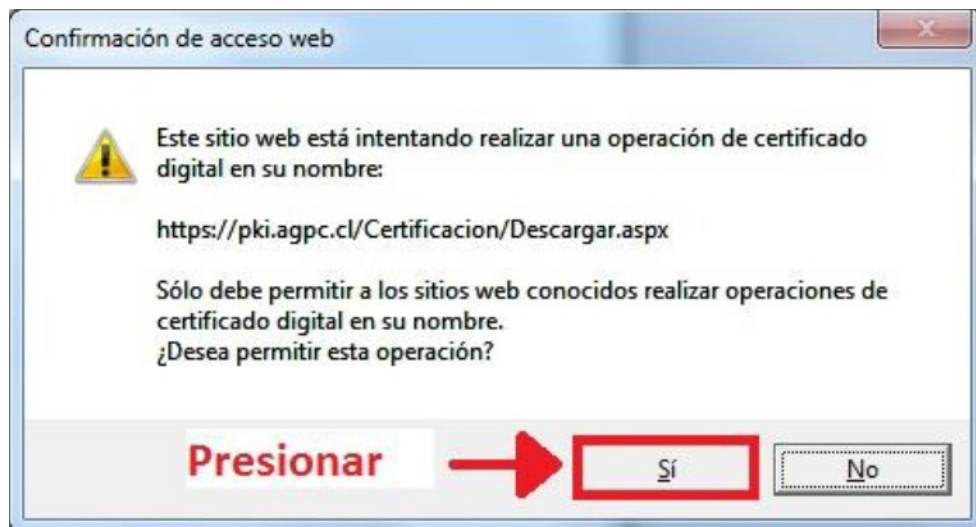 Confirmación de acceso web
Este sitio web está intentando realizar una operación de certificado
digital en su nombre:
https://pki.agpc.cl/Certificacion/Descargar.aspx
Sólo debe permitir a los sitios web conocidos realizar operaciones de
certificado digital en su nombre.
¿Desea permitir esta operación?
Presionar
Sí
No